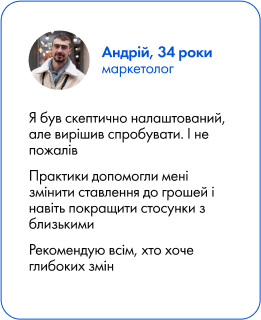 Андрій, 34 роки
маркетолог
Я був скептично налаштований,
але вирішив спробувати. І не
пожалів
Практики допомогли мені
змінити ставлення до грошей і
навіть покращити стосунки з
близькими
Рекомендую всім, хто хоче
глибоких змін